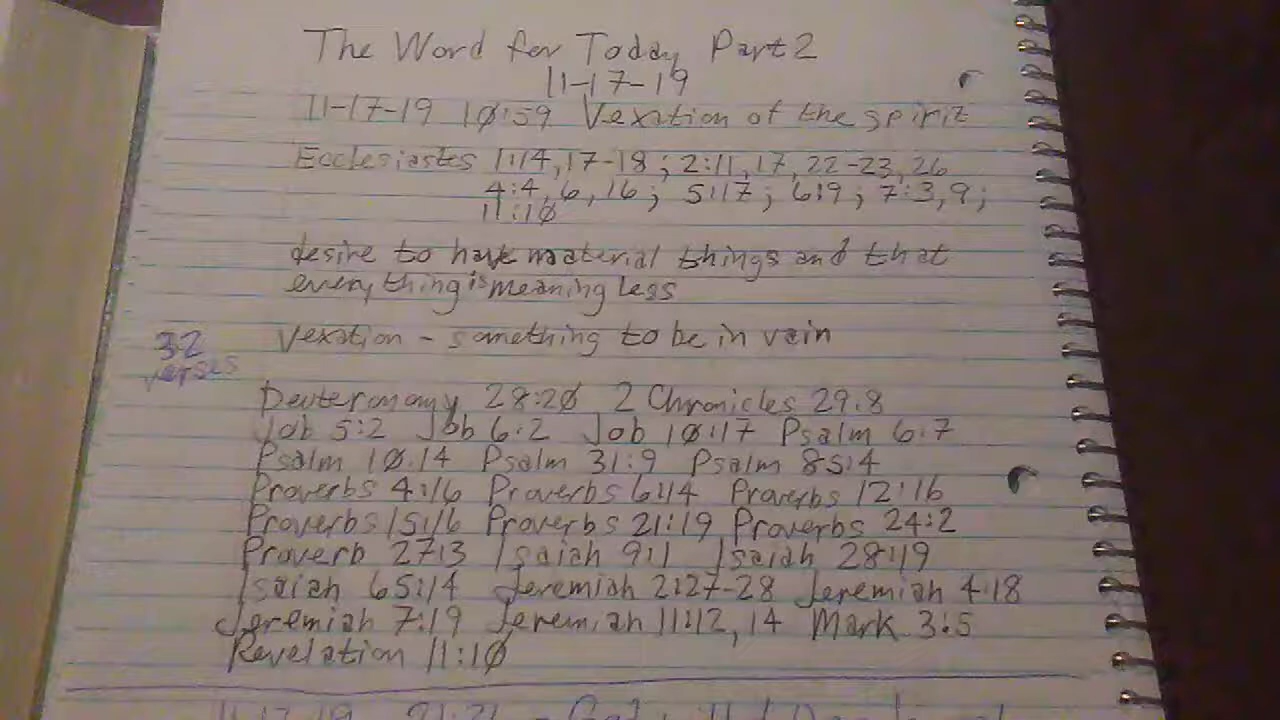 The Word for Today Part 2
11-17-19
11-17-19 10:59 Vexation of the spirit
Ecclesiastes 1:14, 17-18; 2:11, 17, 22-23, 26
4:4, 6, 16; 5:17; 6:9; 7:3, 9;
11:10
desire to have material things and that
everything is meaningless
32
verses
Vexation - something to be in vain
Deuteronomy 28:20 2 Chronicles 29:8
Job 5:2 Job 6:2 Job 10:17 Psalm 6:7
Psalm 10:14 Psalm 31:9 Psalm 85:4
Proverbs 4:16 Proverbs 6:14 Proverbs 12:16
Proverbs 15:16 Proverbs 21:19 Proverbs 24:2
Proverb 27:3 Isaiah 9:1 Isaiah 28:19
Isaiah 65:14 Jeremiah 2:27-28 Jeremiah 4:18
Jeremiah 7:19 Jeremiah 11:12, 14 Mark 3:5
Revelation 11:10